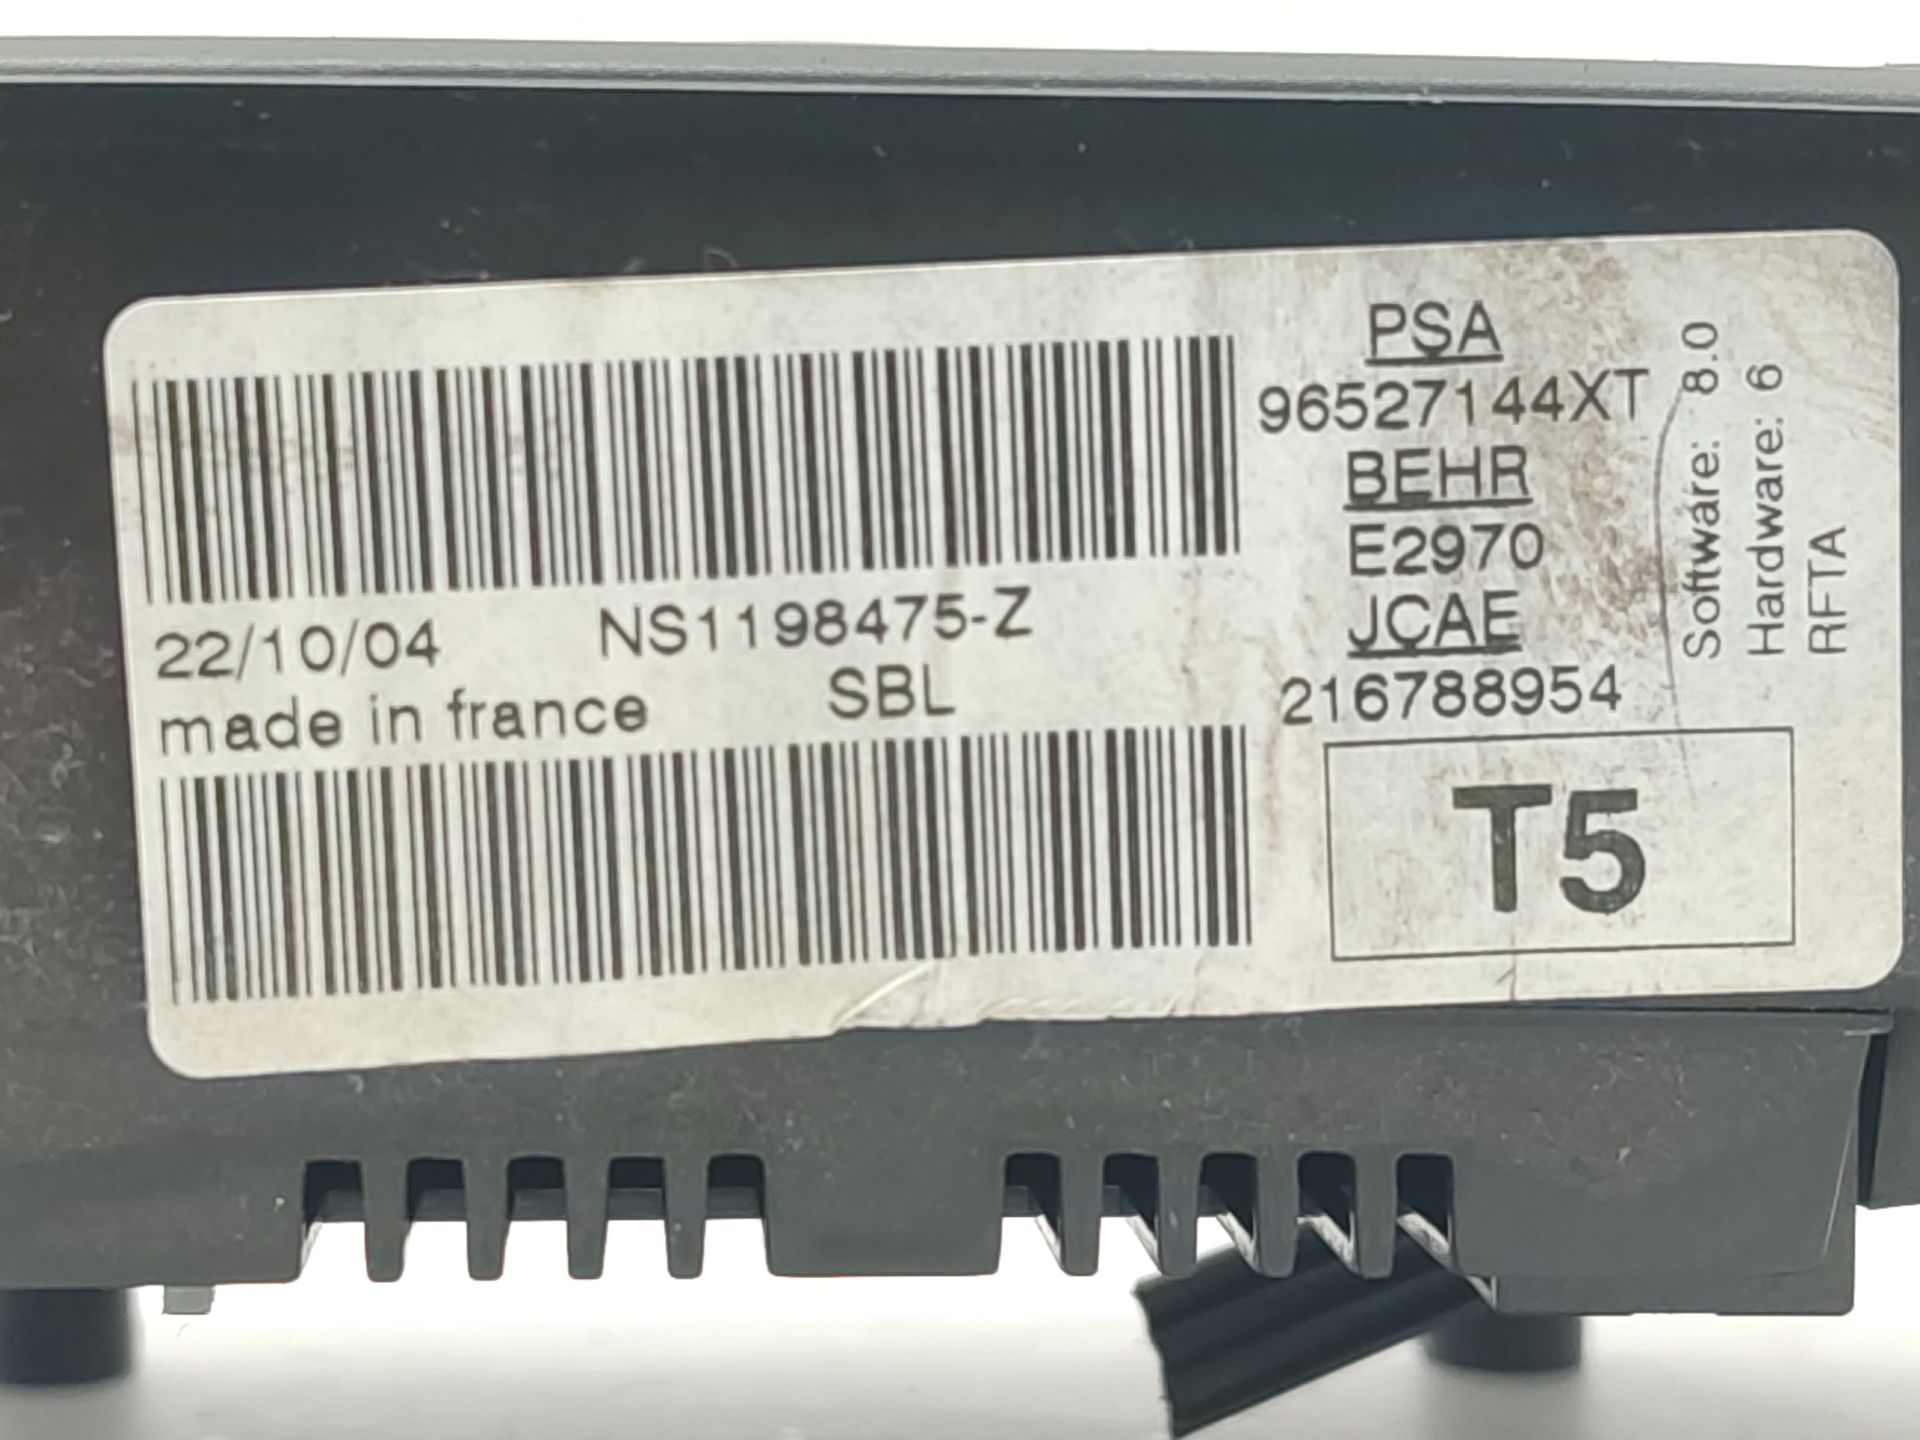 22/10/04 NS1198475-Z
made in france SBL
PSA
96527144XT
BEHR
E2970
JCAE
216788954
T5
Software: 8.0
Hardware: 6
RFTA